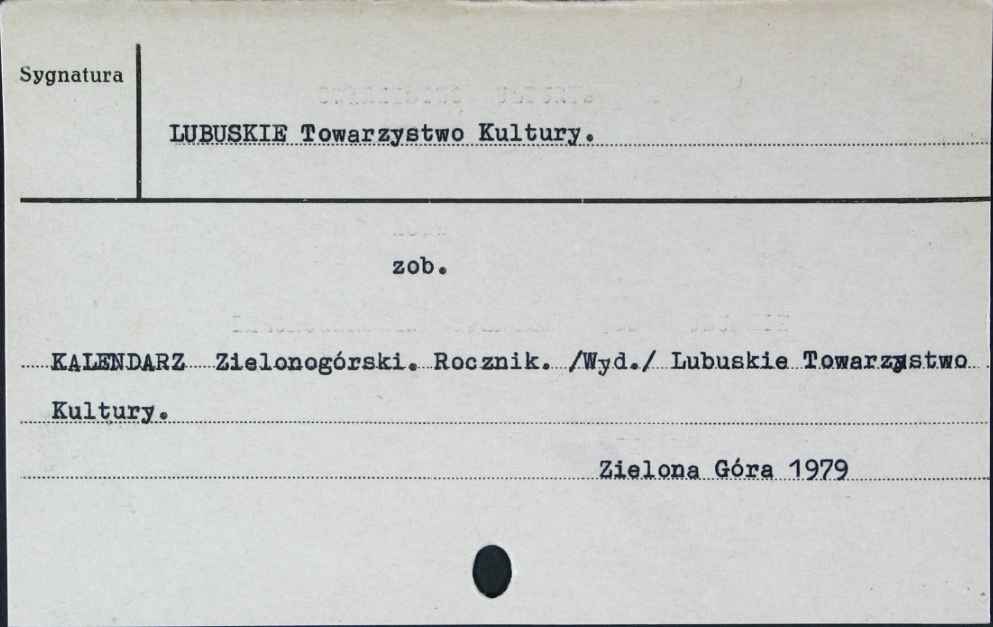 Sygnatura
LUBUSKIE Towarzystwo Kultury.
zob.
KALENDARZ Zielonogórski. Rocznik. /Wyd./ Lubuskie Towarzystwo
Kultury.
Zielona Góra 1979